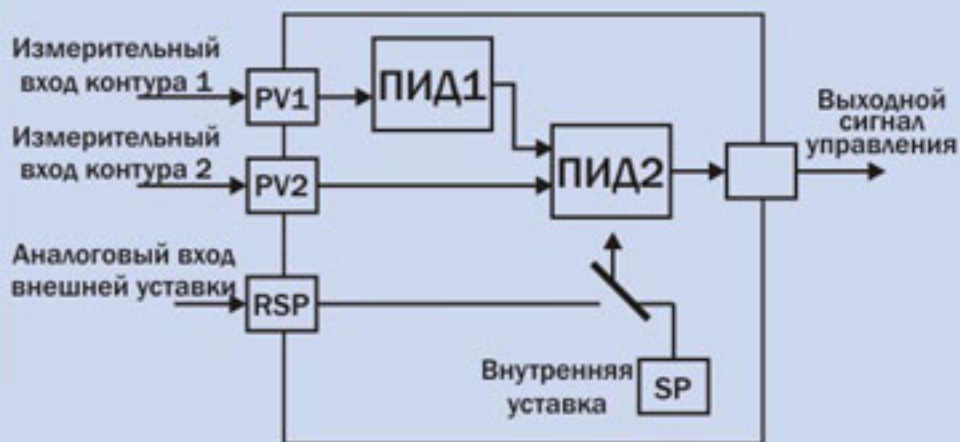 Измерительный
вход контура 1
PV1
ПИД1
Измерительный
вход контура 2
PV2
ПИД2
Выходной
сигнал
управления
Аналоговый вход
внешней уставки
RSP
Внутренняя
уставка
SP